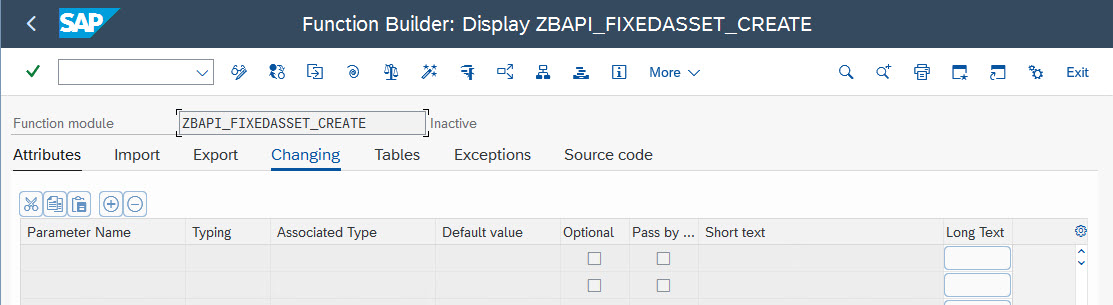 SAP Function Builder: Display ZBAPI_FIXEDASSET_CREATE
More Exit
Function module ZBAPI_FIXEDASSET_CREATE Inactive
Attributes Import Export Changing Tables Exceptions Source code
Parameter Name Typing Associated Type Default value Optional Pass by ... Short text Long Text